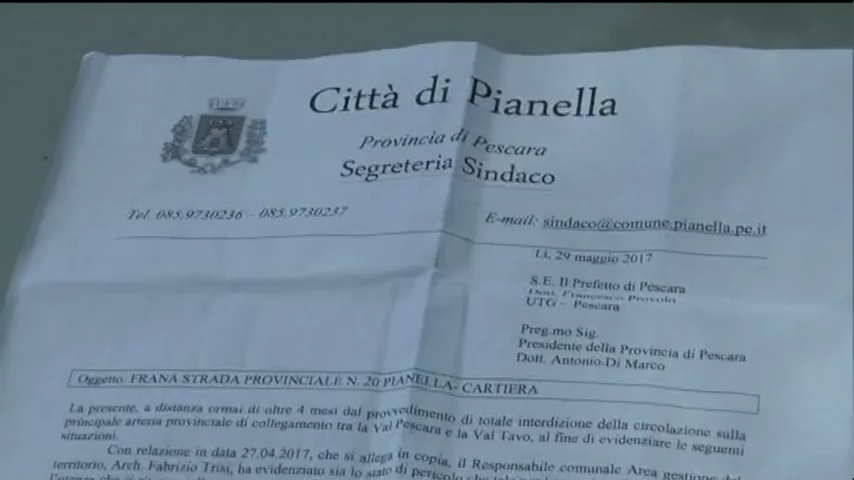 Città di Pianella
Provincia di Pescara
Segreteria Sindaco
Tel. 085.9730236 – 085.9730237
E-mail: sindaco@comune.pianella.pe.it
Lì, 29 maggio 2017
S.E. Il Prefetto di Pescara
Dott. Francesco Provolo
UTG – Pescara
Preg.mo Sig.
Presidente della Provincia di Pescara
Dott. Antonio Di Marco
Oggetto: FRANA STRADA PROVINCIALE N. 20 PIANELLA- CARTIERA
La presente, a distanza ormai di oltre 4 mesi dal provvedimento di totale interdizione della circolazione sulla
principale arteria provinciale di collegamento tra la Val Pescara e la Val Tavo, al fine di evidenziare le seguenti
situazioni.
Con relazione in data 27.04.2017, che si allega in copia, il Responsabile comunale Area gestione del
territorio, Arch. Fabrizio Trisi, ha evidenziato sia lo stato di pericolo che